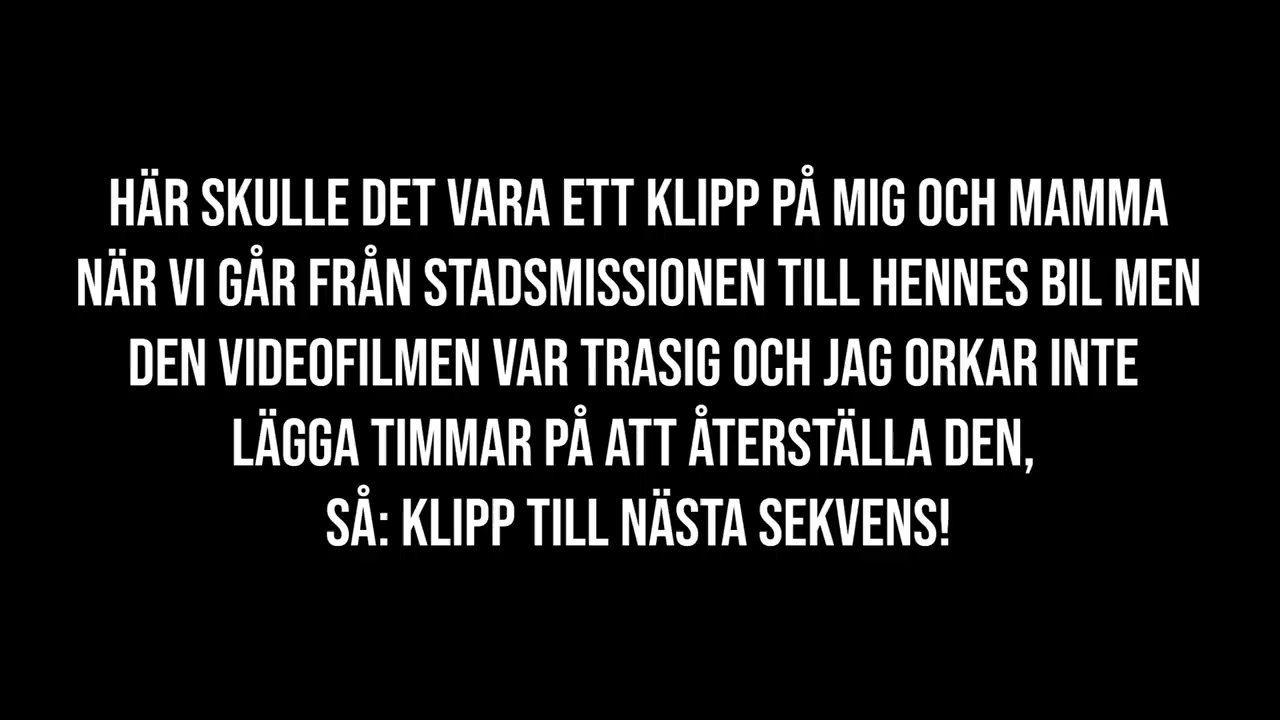 HÄR SKULLE DET VARA ETT KLIPP PÅ MIG OCH MAMMA
NÄR VI GÅR FRÅN STADSMISSIONEN TILL HENNES BIL MEN
DEN VIDEOFILMEN VAR TRASIG OCH JAG ORKAR INTE
LÄGGA TIMMAR PÅ ATT ÅTERSTÄLLA DEN,
SÅ: KLIPP TILL NÄSTA SEKVENS!